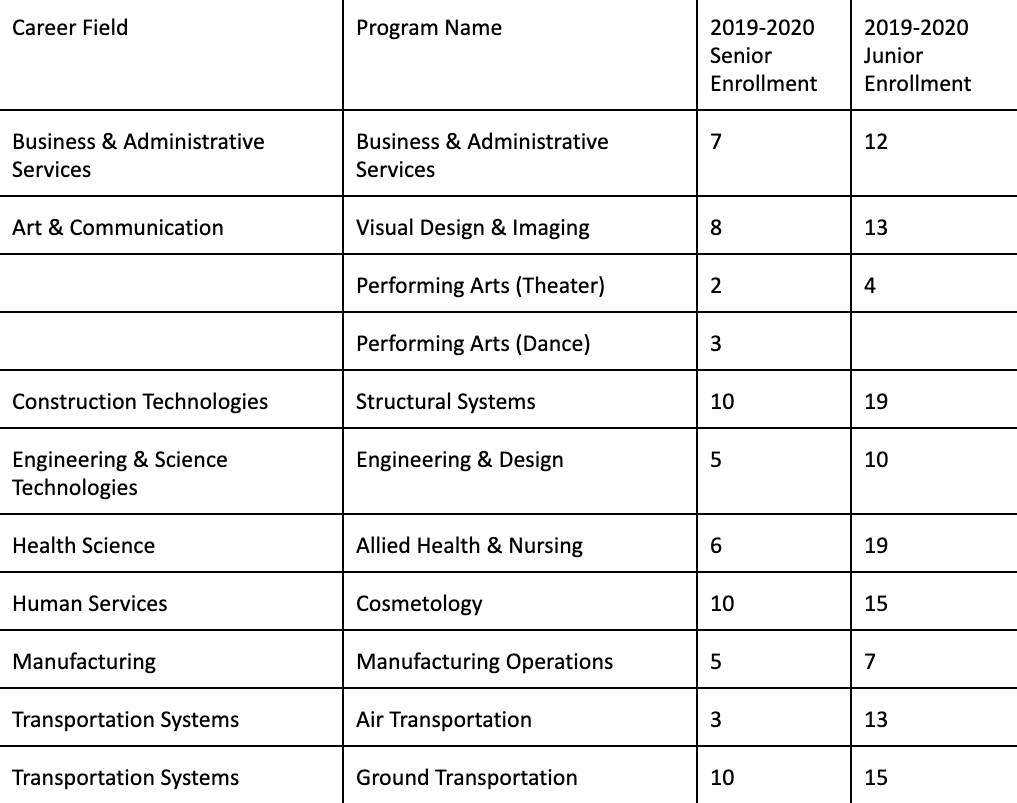 Career Field Program Name 2019-2020 Senior Enrollment 2019-2020 Junior Enrollment
Business & Administrative Services Business & Administrative Services 7 12
Art & Communication Visual Design & Imaging 8 13
Performing Arts (Theater) 2 4
Performing Arts (Dance) 3
Construction Technologies Structural Systems 10 19
Engineering & Science Technologies Engineering & Design 5 10
Health Science Allied Health & Nursing 6 19
Human Services Cosmetology 10 15
Manufacturing Manufacturing Operations 5 7
Transportation Systems Air Transportation 3 13
Transportation Systems Ground Transportation 10 15